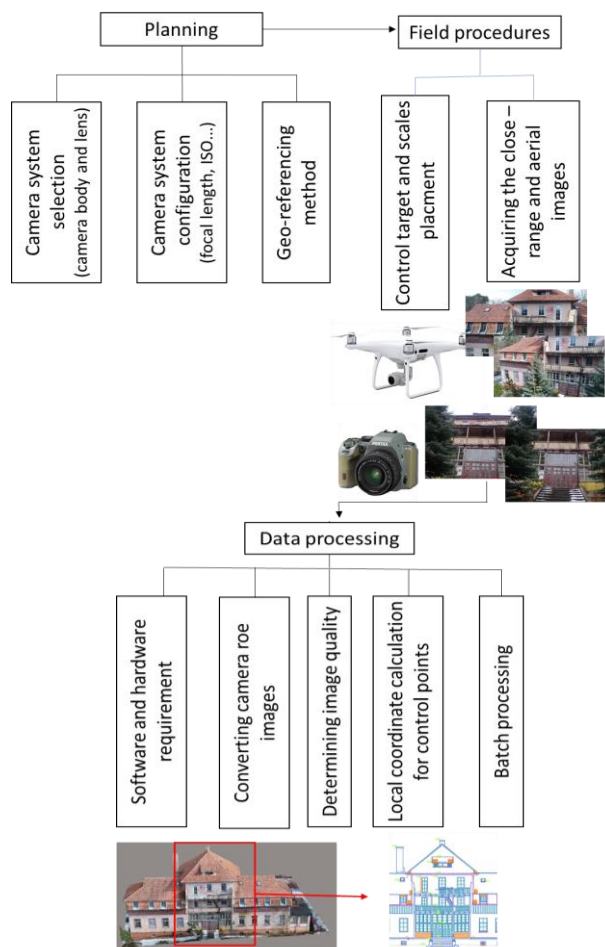 Planning
Field procedures
Camera system
selection
(camera body and lens)
Camera system
configuration
(focal length, ISO...)
Geo-referencing
method
Control target and scales
placment
Acquiring the close –
range and aerial
images
PENTAX
Data processing
Software and hardware
requirement
Converting camera roe
images
Determining image quality
Local coordinate calculation
for control points
Batch processing